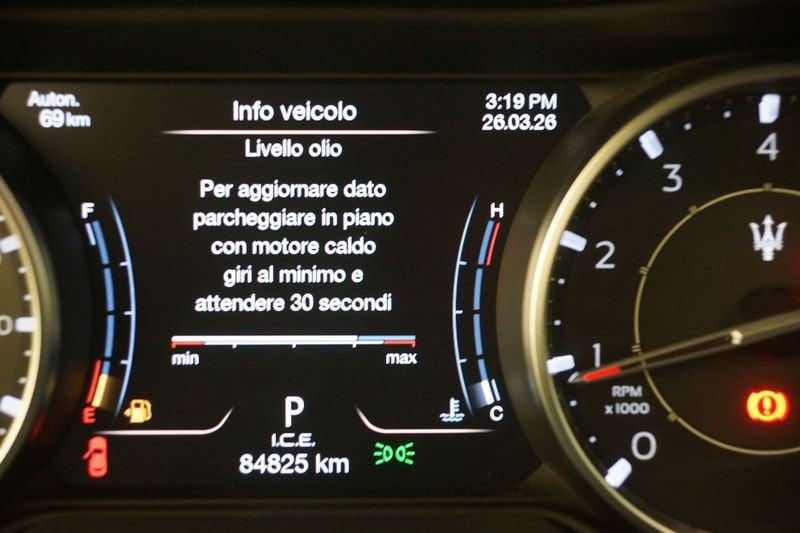 Auton.
69 km
Info veicolo
3:19 PM
26.03.26
Livello olio
Per aggiornare dato
parcheggiare in piano
con motore caldo
giri al minimo e
attendere 30 secondi
min
max
F
E
H
C
P
I.C.E.
84825 km
4
3
2
1
0
RPM
x1000
0